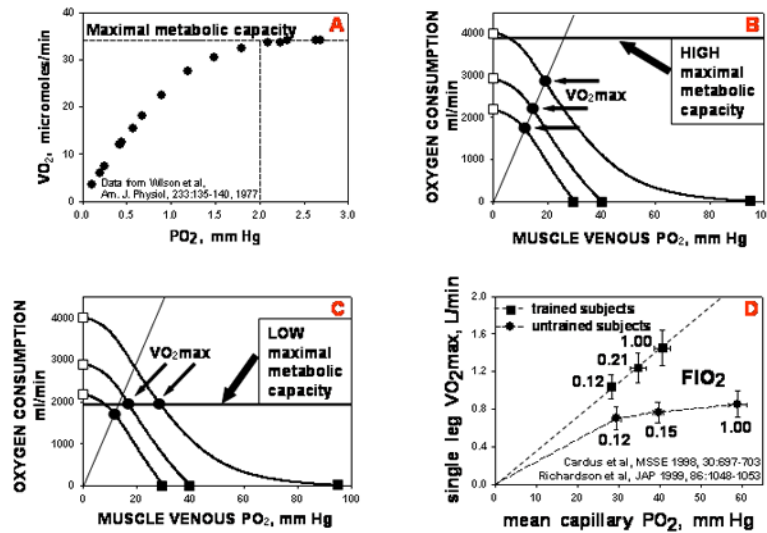 A
Maximal metabolic capacity
VO2, micromoles/min
40
30
20
10
0
Data from Wilson et al,
Am. J. Physiol, 233:135-140, 1977
0.0 0.5 1.0 1.5 2.0 2.5 3.0
PO2, mm Hg
B
OXYGEN CONSUMPTION
ml/min
4000
3000
2000
1000
0
HIGH
maximal
metabolic
capacity
VO2max
0 20 40 60 80 100
MUSCLE VENOUS PO2, mm Hg
C
OXYGEN CONSUMPTION
ml/min
4000
3000
2000
1000
0
LOW
maximal
metabolic
capacity
VO2max
0 20 40 60 80 100
MUSCLE VENOUS PO2, mm Hg
D
single leg VO2max, L/min
2.0
1.6
1.2
0.8
0.4
0.0
trained subjects
untrained subjects
1.00
0.21
0.12
FIO2
0.12 0.15 1.00
Cardus et al, MSSE 1998, 30:697-703
Richardson et al, JAP 1999, 86:1048-1053
0 10 20 30 40 50 60
mean capillary PO2, mm Hg